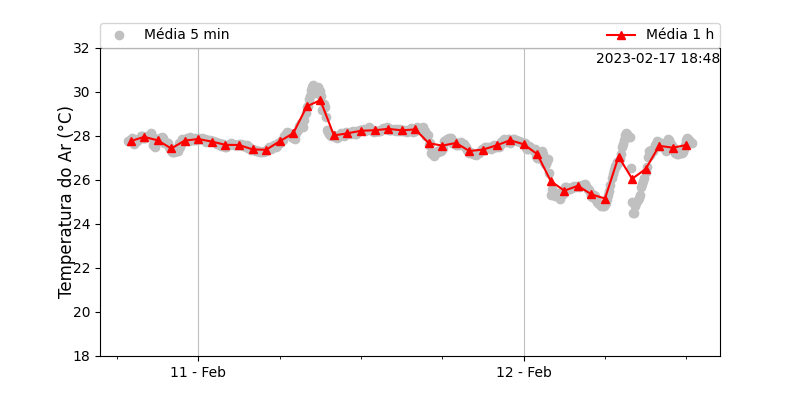 Média 5 min
Média 1 h
2023-02-17 18:48
Temperatura do Ar (°C)
32
30
28
26
24
22
20
18
11 - Feb
12 - Feb